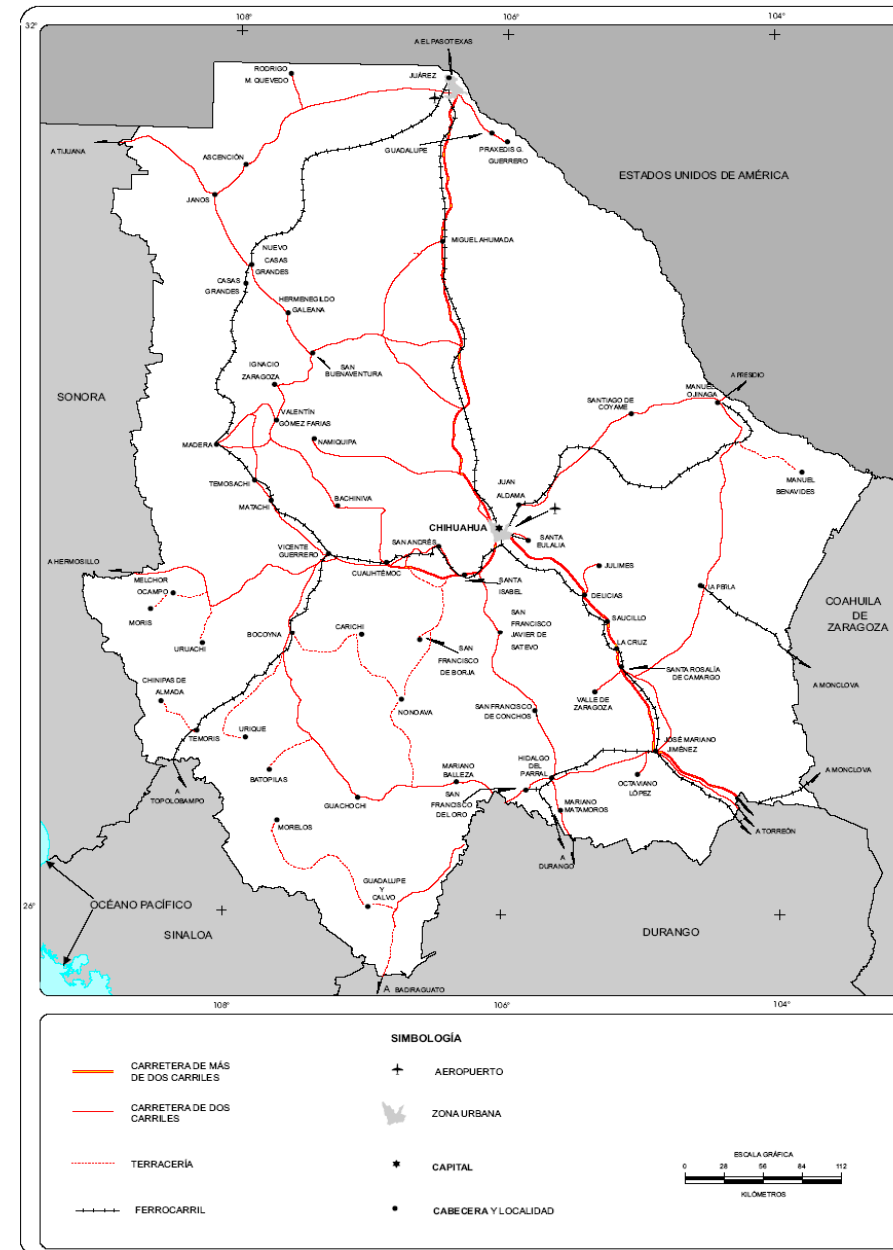 108°
106°
104°
32°
A EL PASOTEXAS
RODRIGO
M. QUEVEDO
JUÁREZ
A TIJUANA
ASCENCIÓN
GUADALUPE
PRAXEDIS G.
GUERRERO
ESTADOS UNIDOS DE AMÉRICA
JANOS
MIGUEL AHUMADA
NUEVO
CASAS
GRANDES
CASAS
GRANDES
HERMENEGILDO
GALEANA
IGNACIO
ZARAGOZA
SAN
BUENAVENTURA
A PRESIDIO
MANUEL
OJINAGA
SONORA
SANTIAGO DE
COYAME
VALENTÍN
GÓMEZ FARIAS
MADERA
NAMIQUIPA
TEMOSACHI
JUAN
ALDAMA
MANUEL
BENAVIDES
MATACHI
BACHINIVA
CHIHUAHUA
SANTA
EULALIA
VICENTE
GUERRERO
SAN ANDRÉS
A HERMOSILLO
CUAUHTÉMOC
JULIMES
MELCHOR
OCAMPO
SANTA
ISABEL
LA PERLA
DELICIAS
COAHUILA
DE
ZARAGOZA
MORIS
SAN
FRANCISCO
JAVIER DE
SATEVO
SAUCILLO
URUACHI
BOCOYNA
CARICHI
LA CRUZ
SAN
FRANCISCO
DE BORJA
SANTA ROSALÍA
DE CAMARGO
A MONCLOVA
CHINIPAS DE
ALMADA
VALLE DE
ZARAGOZA
NONOAVA
SAN FRANCISCO
DE CONCHOS
TEMORIS
URIQUE
JOSÉ MARIANO
JIMÉNEZ
HIDALGO
DEL
PARRAL
MARIANO
BALLEZA
BATOPILAS
A
TOPOLOBAMPO
OCTAVIANO
LÓPEZ
A MONCLOVA
GUACHOCHI
SAN
FRANCISCO
DEL ORO
MARIANO
MATAMOROS
MORELOS
A TORREÓN
A
DURANGO
GUADALUPE
Y
CALVO
26°
OCÉANO PACÍFICO
SINALOA
DURANGO
A BADIRAGUATO
108°
106°
104°
SIMBOLOGÍA
CARRETERA DE MÁS
DE DOS CARRILES
AEROPUERTO
CARRETERA DE DOS
CARRILES
ZONA URBANA
TERRACERÍA
CAPITAL
FERROCARRIL
CABECERA Y LOCALIDAD
ESCALA GRÁFICA
0 28 56 84 112
KILÓMETROS